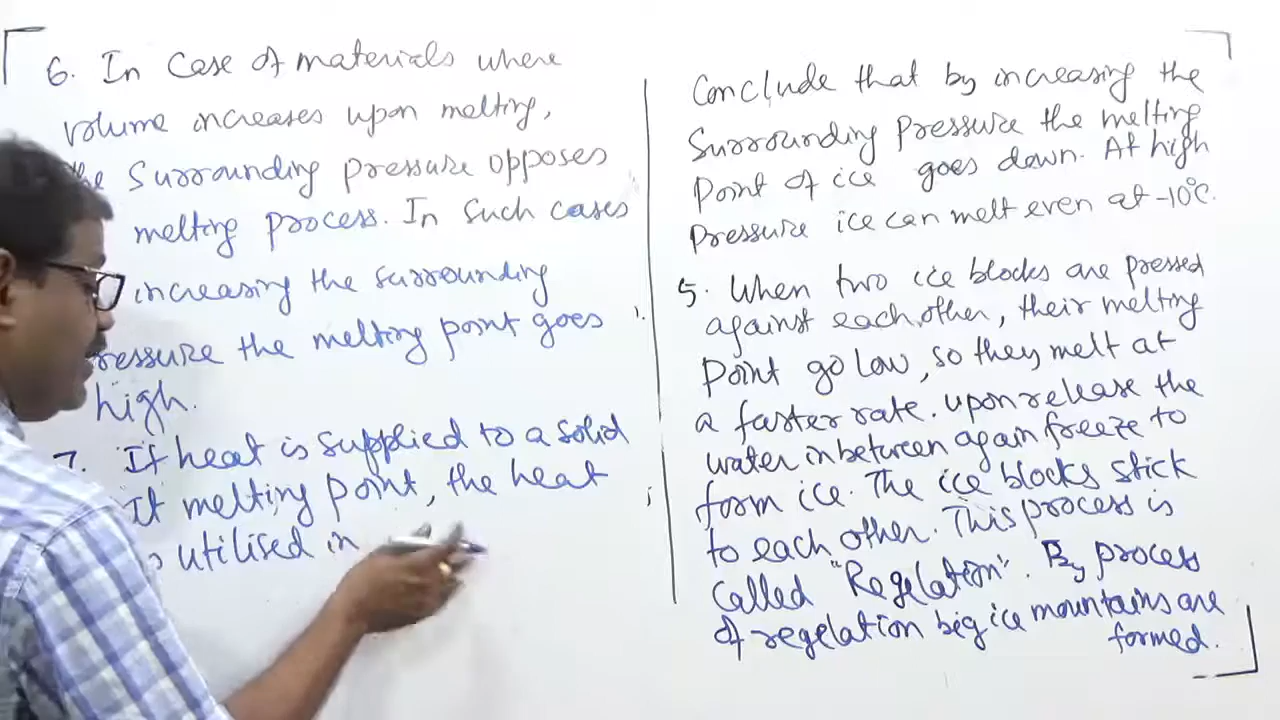 6. In case of materials where
volume increases upon melting,
the surrounding pressure opposes
melting process. In such cases
increasing the surrounding
pressure the melting point goes
high.
7. If heat is supplied to a solid
It melting point, the heat
utilised in
Conclude that by increasing the
surrounding pressure the melting
point of ice goes down. At high
pressure ice can melt even at -10°C.
5. When two ice blocks are pressed
against each other, their melting
point go low, so they melt at
a faster rate. upon release the
water inbetween again freeze to
form ice. The ice blocks stick
to each other. This process is
called "Regelation". By process
of regelation big ice mountains are
formed.